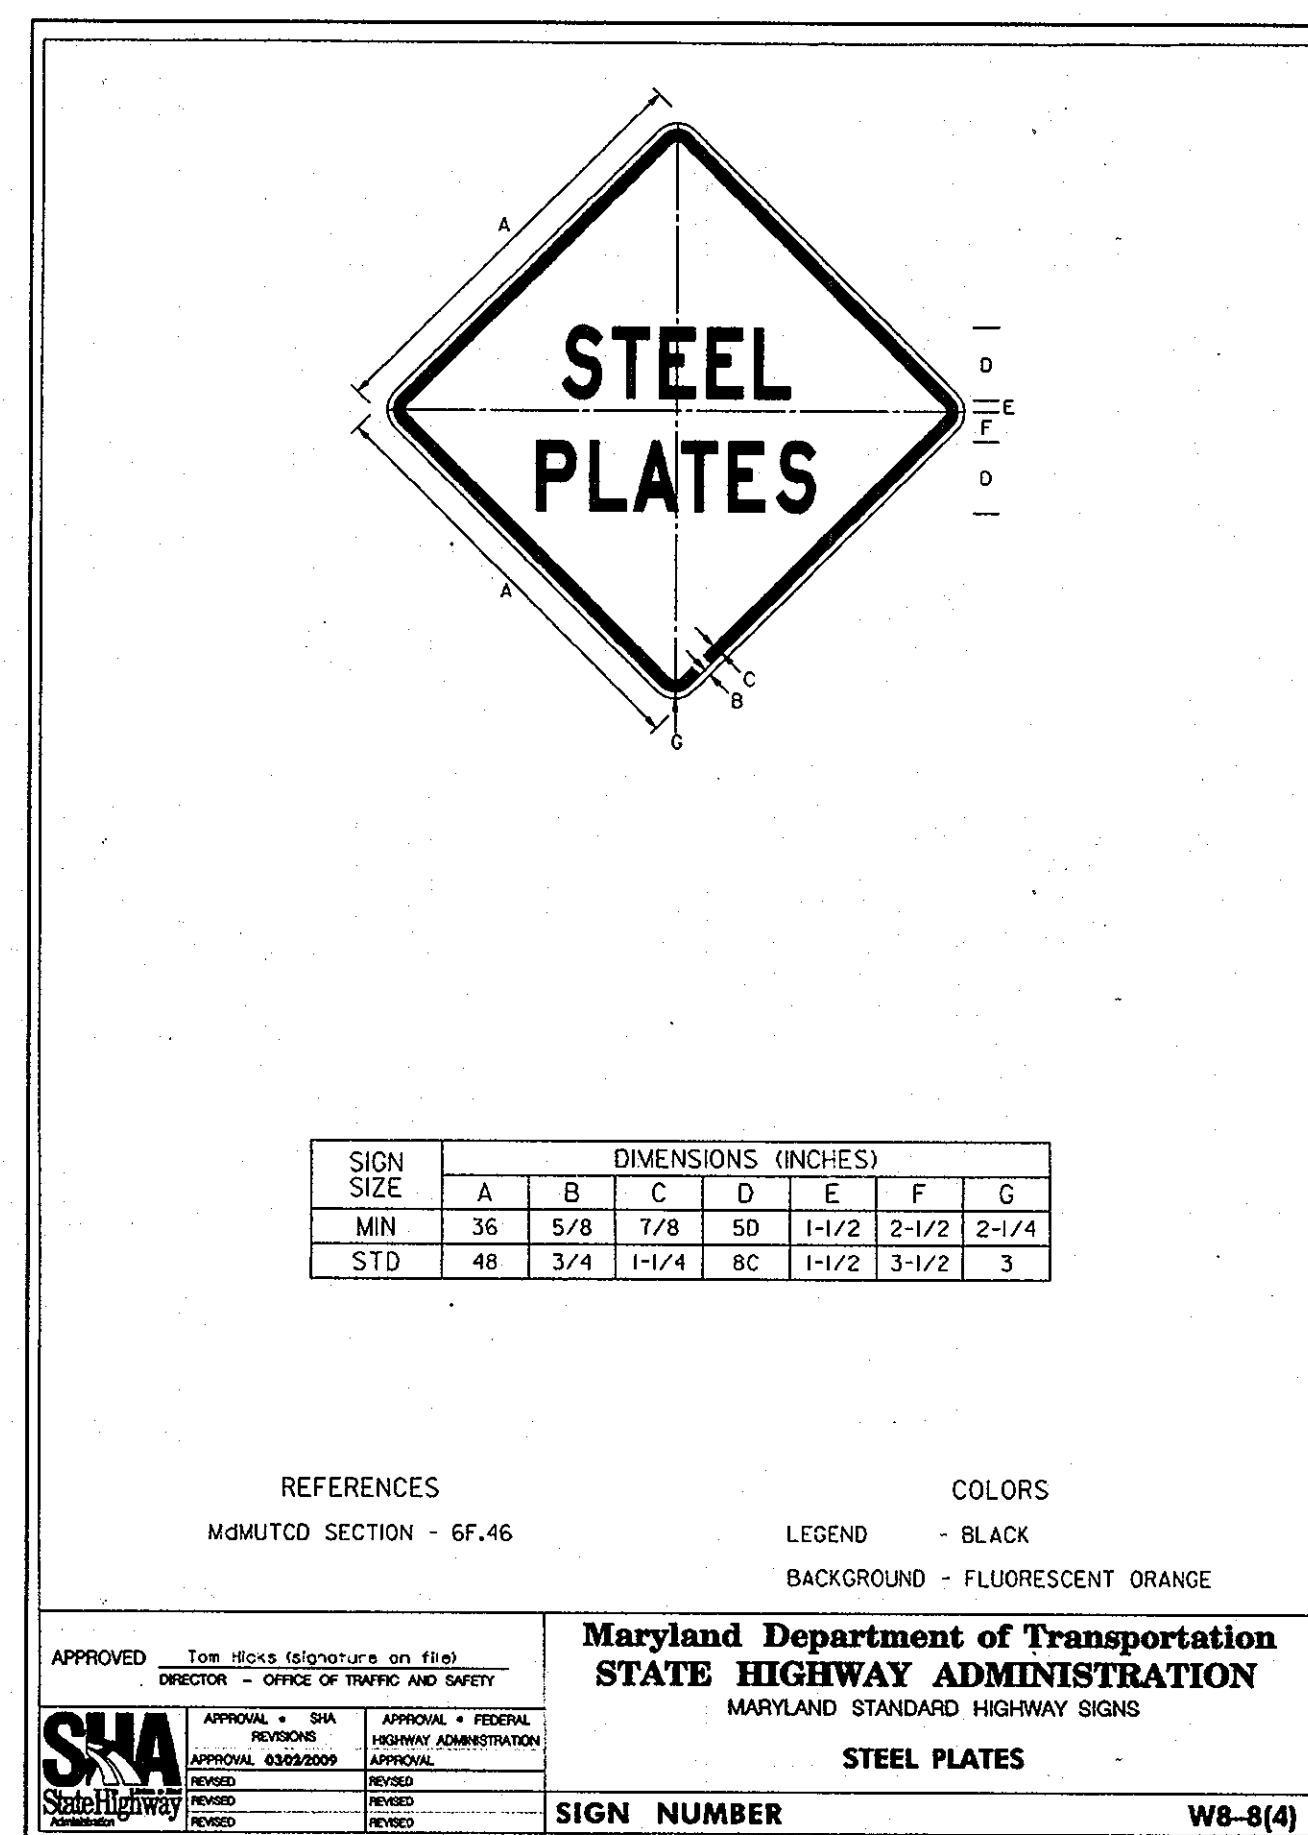 A
STEEL
D
E
F
PLATES
D
A
C
B
G
SIGN SIZE DIMENSIONS (INCHES)
A B C D E F G
MIN 36 5/8 7/8 5D 1-1/2 2-1/2 2-1/4
STD 48 3/4 1-1/4 8C 1-1/2 3-1/2 3
REFERENCES
MdMUTCD SECTION - 6F.46
COLORS
LEGEND - BLACK
BACKGROUND - FLUORESCENT ORANGE
APPROVED Tom Hicks (signature on file)
DIRECTOR - OFFICE OF TRAFFIC AND SAFETY
SHA
StateHighway
Administration
APPROVAL • SHA
REVISIONS
APPROVAL 03/02/2009
REVISED
REVISED
REVISED
APPROVAL • FEDERAL
HIGHWAY ADMINISTRATION
APPROVAL
REVISED
REVISED
REVISED
Maryland Department of Transportation
STATE HIGHWAY ADMINISTRATION
MARYLAND STANDARD HIGHWAY SIGNS
STEEL PLATES
SIGN NUMBER W8-8(4)